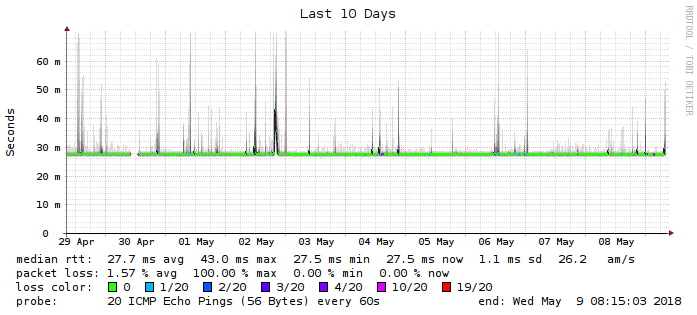 Last 10 Days
RRDTOOL / TOBI OETIKER
Seconds
60 m
50 m
40 m
30 m
20 m
10 m
0
29 Apr 30 Apr 01 May 02 May 03 May 04 May 05 May 06 May 07 May 08 May
median rtt: 27.7 ms avg 43.0 ms max 27.5 ms min 27.5 ms now 1.1 ms sd 26.2 am/s
packet loss: 1.57 % avg 100.00 % max 0.00 % min 0.00 % now
loss color: 0 1/20 2/20 3/20 4/20 10/20 19/20
probe: 20 ICMP Echo Pings (56 Bytes) every 60s end: Wed May 9 08:15:03 2018